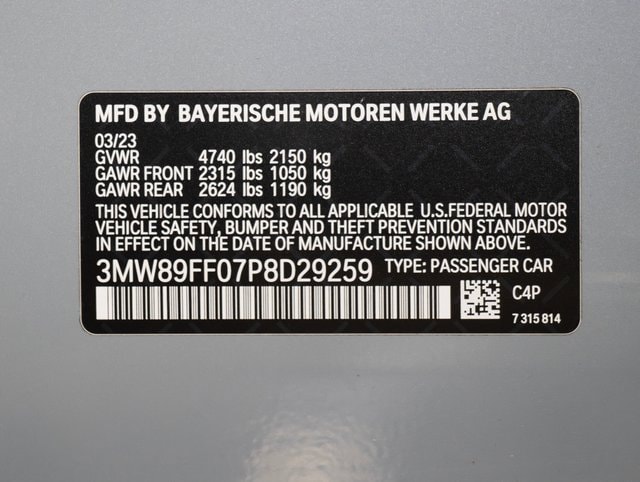 MFD BY BAYERISCHE MOTOREN WERKE AG
03/23
GVWR 4740 lbs 2150 kg
GAWR FRONT 2315 lbs 1050 kg
GAWR REAR 2624 lbs 1190 kg
THIS VEHICLE CONFORMS TO ALL APPLICABLE U.S.FEDERAL MOTOR
VEHICLE SAFETY, BUMPER AND THEFT PREVENTION STANDARDS
IN EFFECT ON THE DATE OF MANUFACTURE SHOWN ABOVE.
3MW89FF07P8D29259 TYPE: PASSENGER CAR
C4P
7 315 814